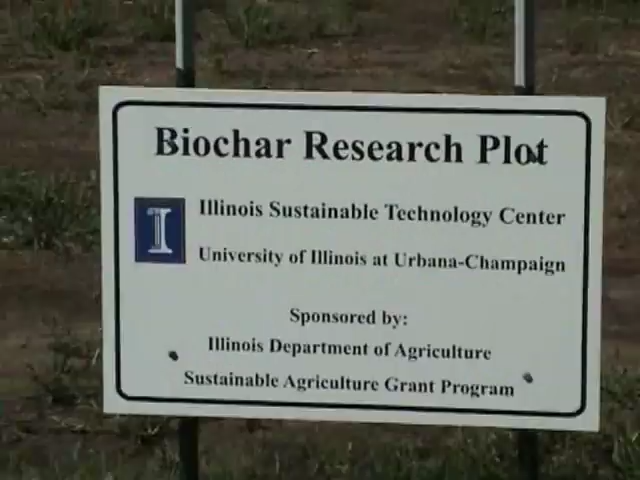 Biochar Research Plot
I
Illinois Sustainable Technology Center
University of Illinois at Urbana-Champaign
Sponsored by:
Illinois Department of Agriculture
Sustainable Agriculture Grant Program